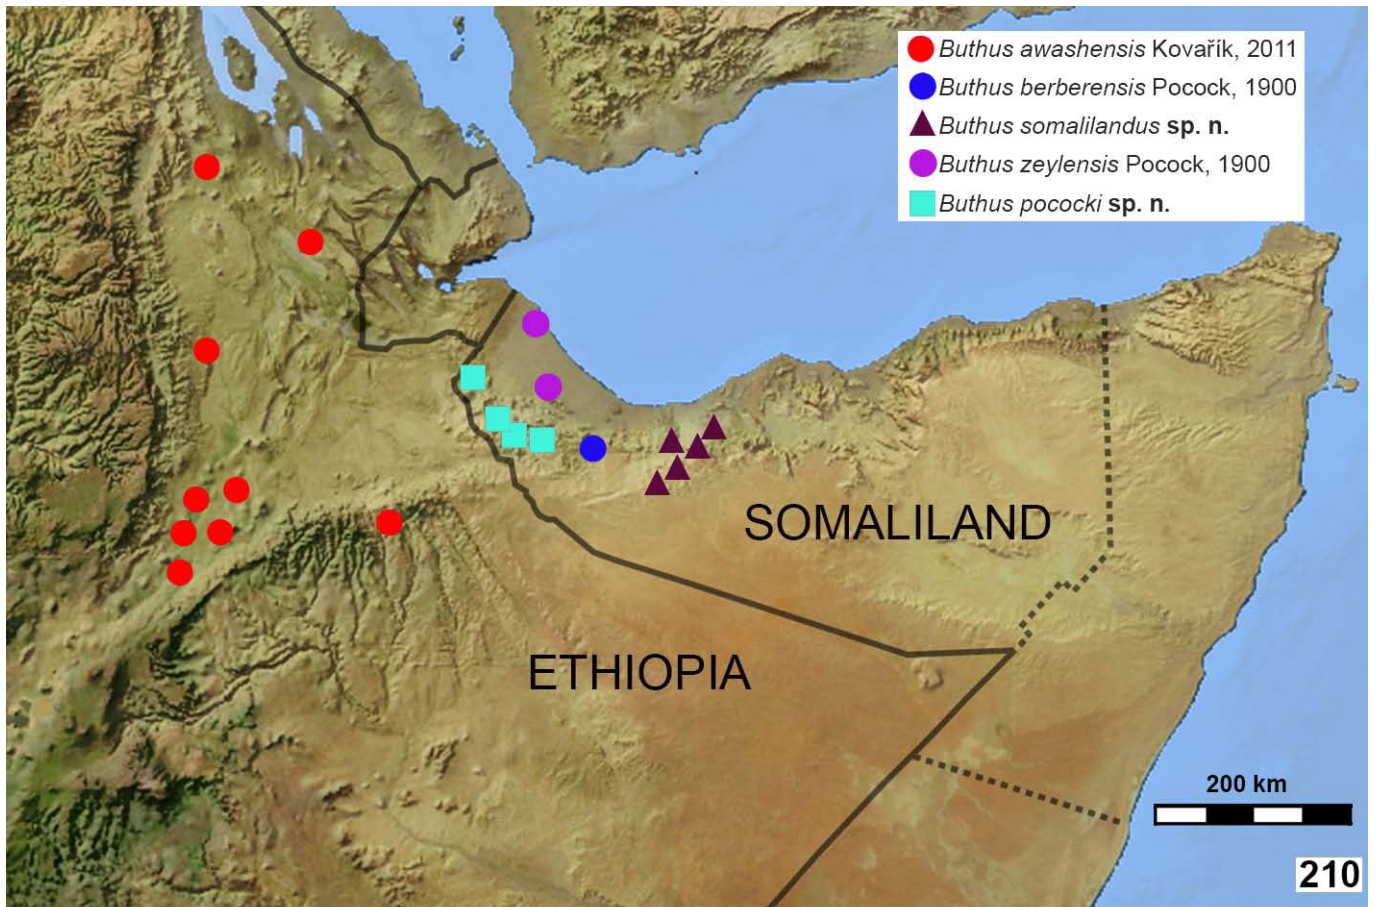 Buthus awashensis Kovařík, 2011
Buthus berberensis Pocock, 1900
Buthus somalilandus sp. n.
Buthus zeylensis Pocock, 1900
Buthus pococki sp. n.
SOMALILAND
ETHIOPIA
200 km
210